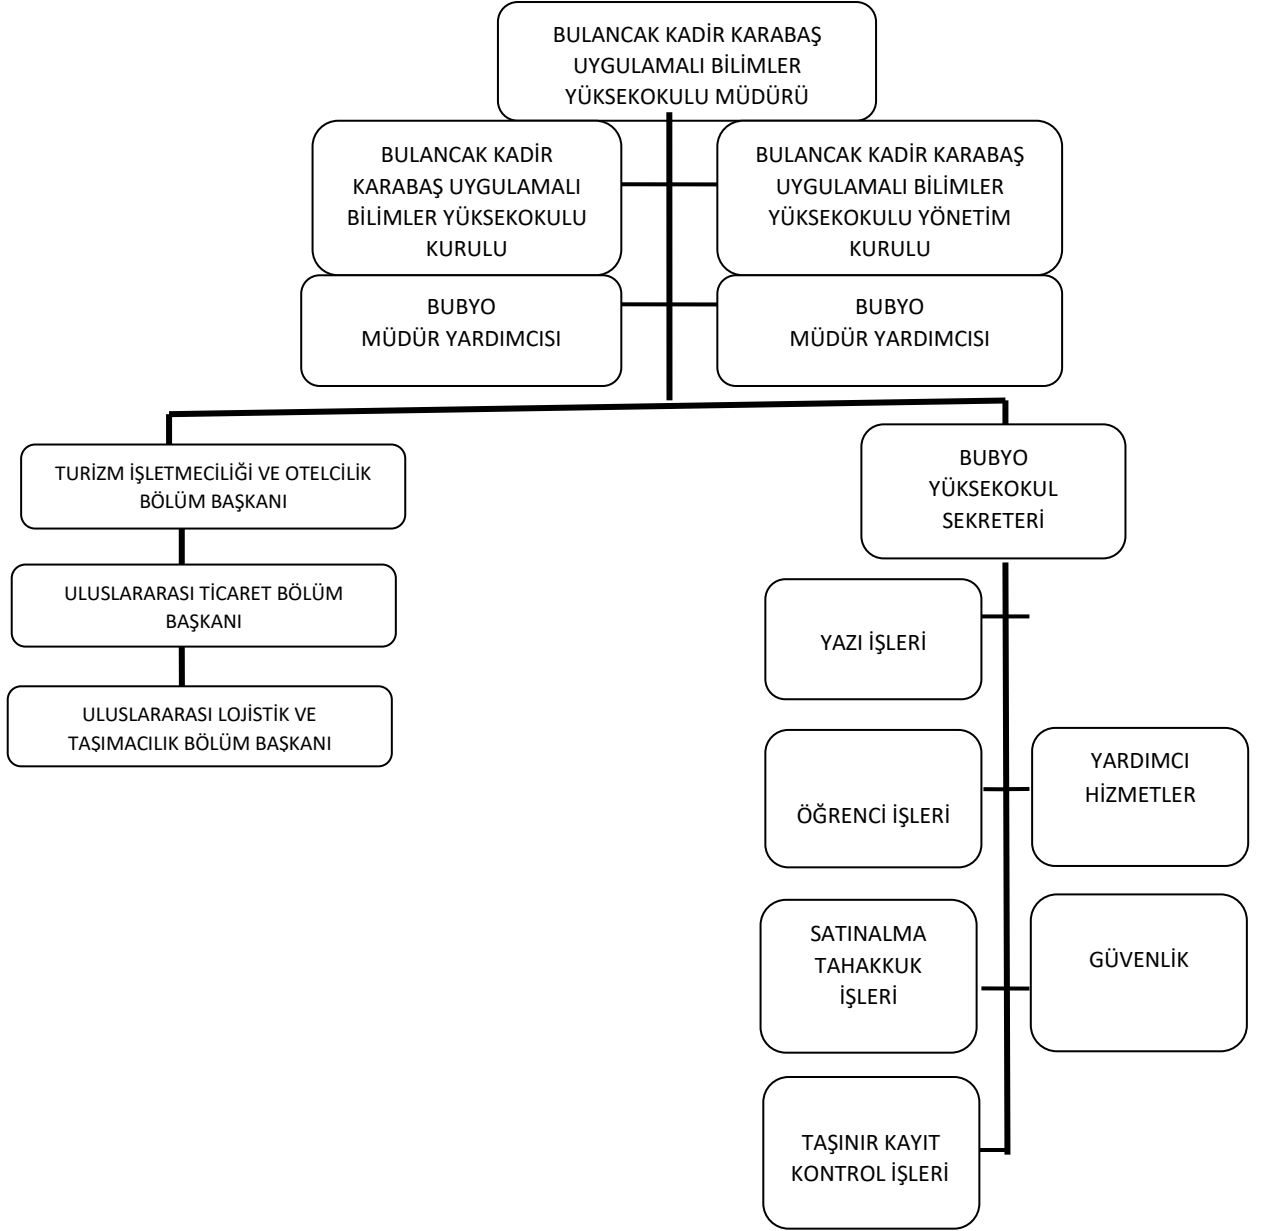 BULANCAK KADİR KARABAŞ
UYGULAMALI BİLİMLER
YÜKSEKOKULU MÜDÜRÜ
BULANCAK KADİR
KARABAŞ UYGULAMALI
BİLİMLER YÜKSEKOKULU
KURULU
BULANCAK KADİR KARABAŞ
UYGULAMALI BİLİMLER
YÜKSEKOKULU YÖNETİM
KURULU
BUBYO
MÜDÜR YARDIMCISI
BUBYO
MÜDÜR YARDIMCISI
TURİZM İŞLETMECİLİĞİ VE OTELCİLİK
BÖLÜM BAŞKANI
ULUSLARARASI TİCARET BÖLÜM
BAŞKANI
ULUSLARARASI LOJİSTİK VE
TAŞIMACILIK BÖLÜM BAŞKANI
BUBYO
YÜKSEKOKUL
SEKRETERİ
YAZI İŞLERİ
ÖĞRENCİ İŞLERİ
YARDIMCI
HİZMETLER
SATINALMA
TAHAKKUK
İŞLERİ
GÜVENLİK
TAŞINIR KAYIT
KONTROL İŞLERİ